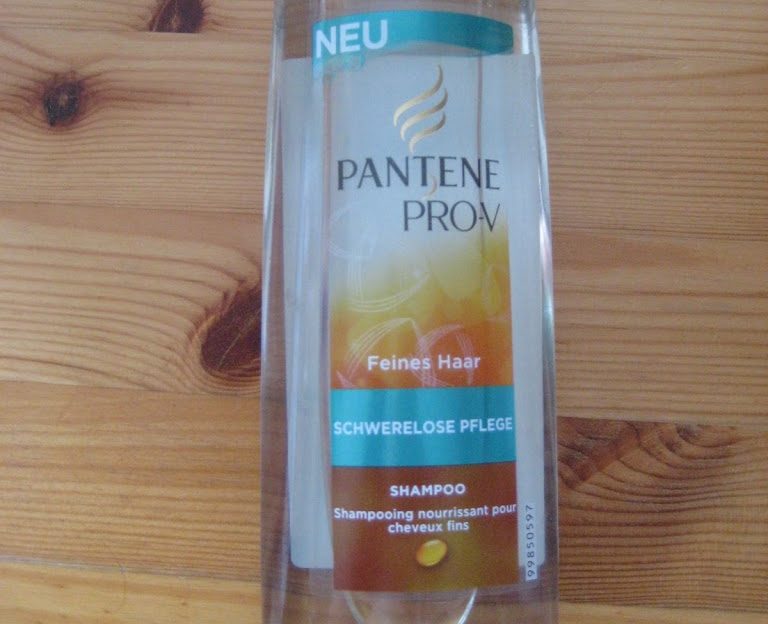 NEU
PANTENE
PRO-V
Feines Haar
SCHWERELOSE PFLEGE
SHAMPOO
Shampooing nourrissant pour
cheveux fins
99850597